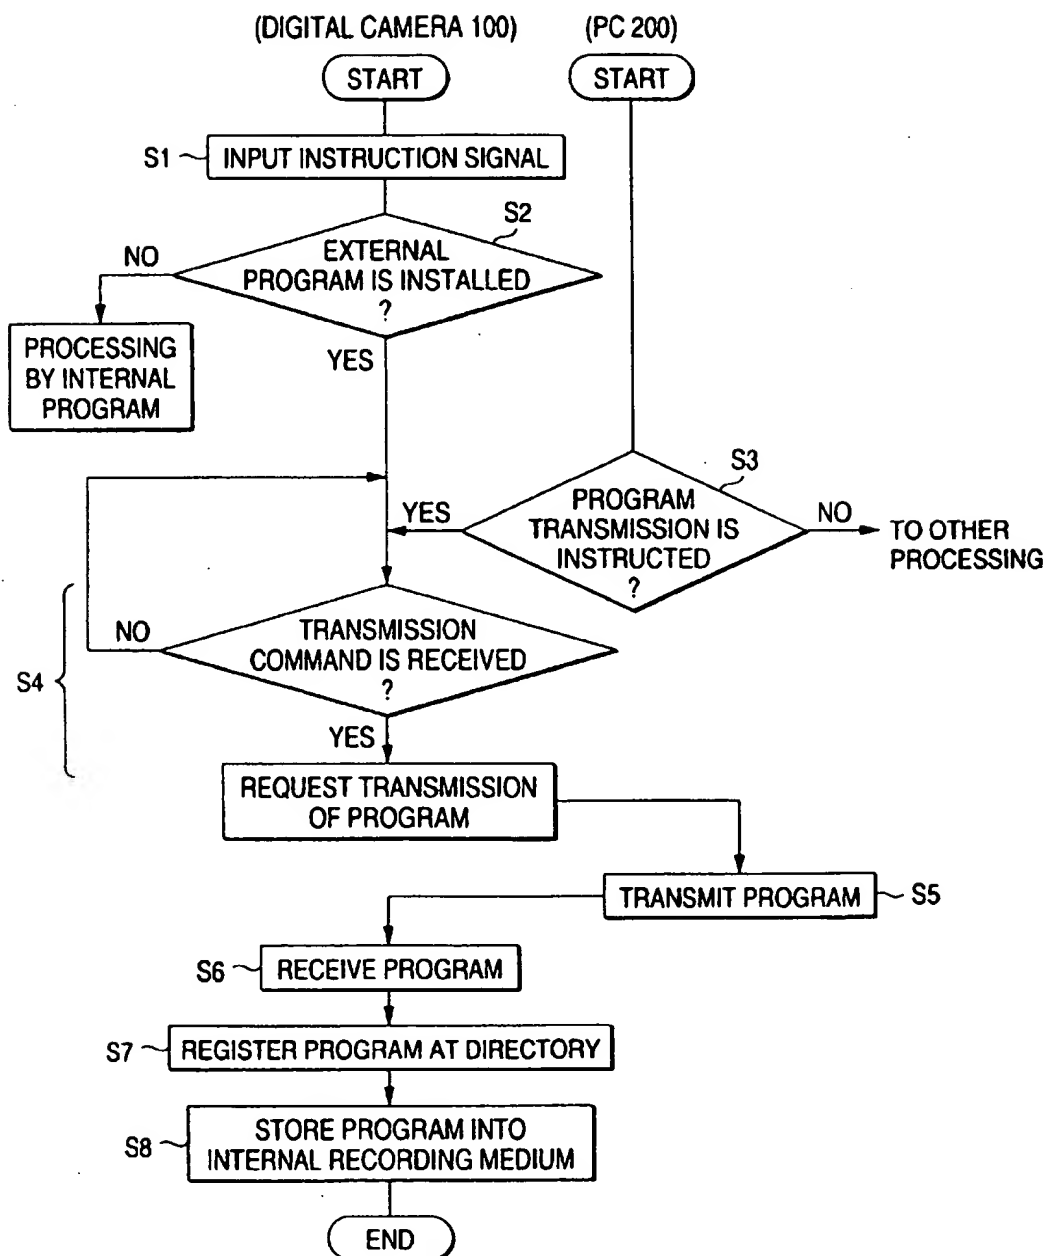 (DIGITAL CAMERA 100)
(PC 200)
START
START
S1
INPUT INSTRUCTION SIGNAL
S2
EXTERNAL
PROGRAM IS INSTALLED
?
NO
PROCESSING
BY INTERNAL
PROGRAM
YES
S3
PROGRAM
TRANSMISSION IS
INSTRUCTED
?
YES
NO
TO OTHER
PROCESSING
S4
NO
TRANSMISSION
COMMAND IS RECEIVED
?
YES
REQUEST TRANSMISSION
OF PROGRAM
TRANSMIT PROGRAM
S5
S6
RECEIVE PROGRAM
S7
REGISTER PROGRAM AT DIRECTORY
S8
STORE PROGRAM INTO
INTERNAL RECORDING MEDIUM
END